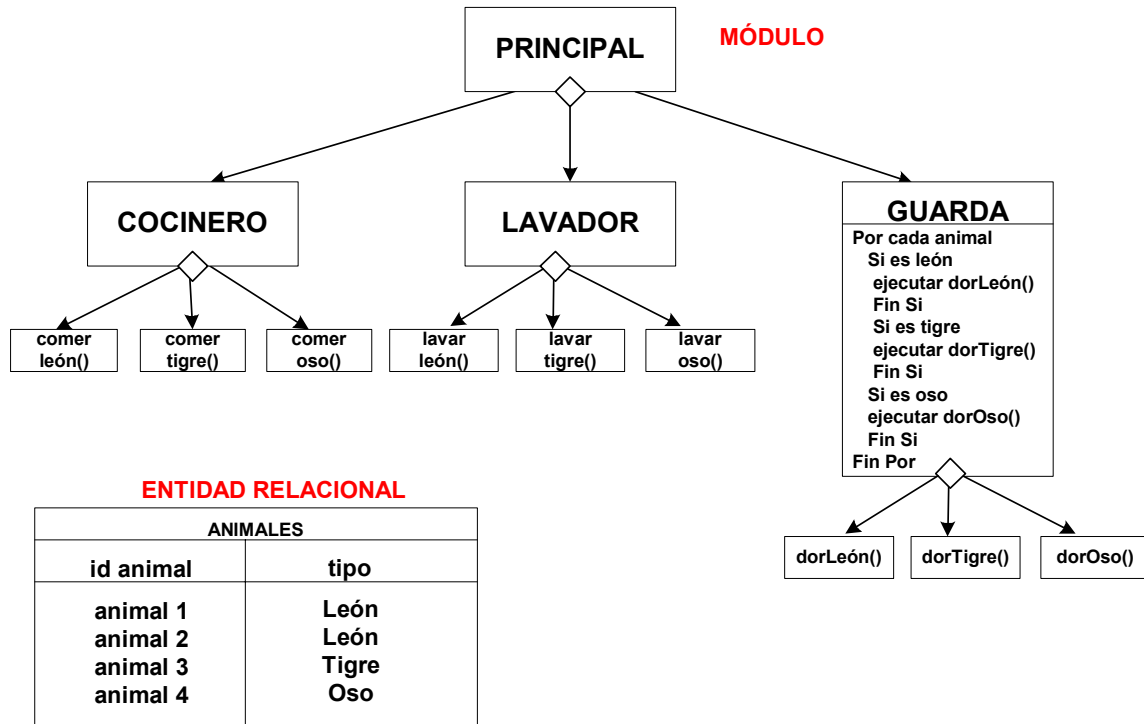 PRINCIPAL
MÓDULO
COCINERO
LAVADOR
GUARDA
Por cada animal
Si es león
ejecutar dorLeón()
Fin Si
Si es tigre
ejecutar dorTigre()
Fin Si
Si es oso
ejecutar dorOso()
Fin Si
Fin Por
comer
león()
comer
tigre()
comer
oso()
lavar
león()
lavar
tigre()
lavar
oso()
dorLeón()
dorTigre()
dorOso()
ENTIDAD RELACIONAL
ANIMALES
id animal tipo
animal 1 León
animal 2 León
animal 3 Tigre
animal 4 Oso